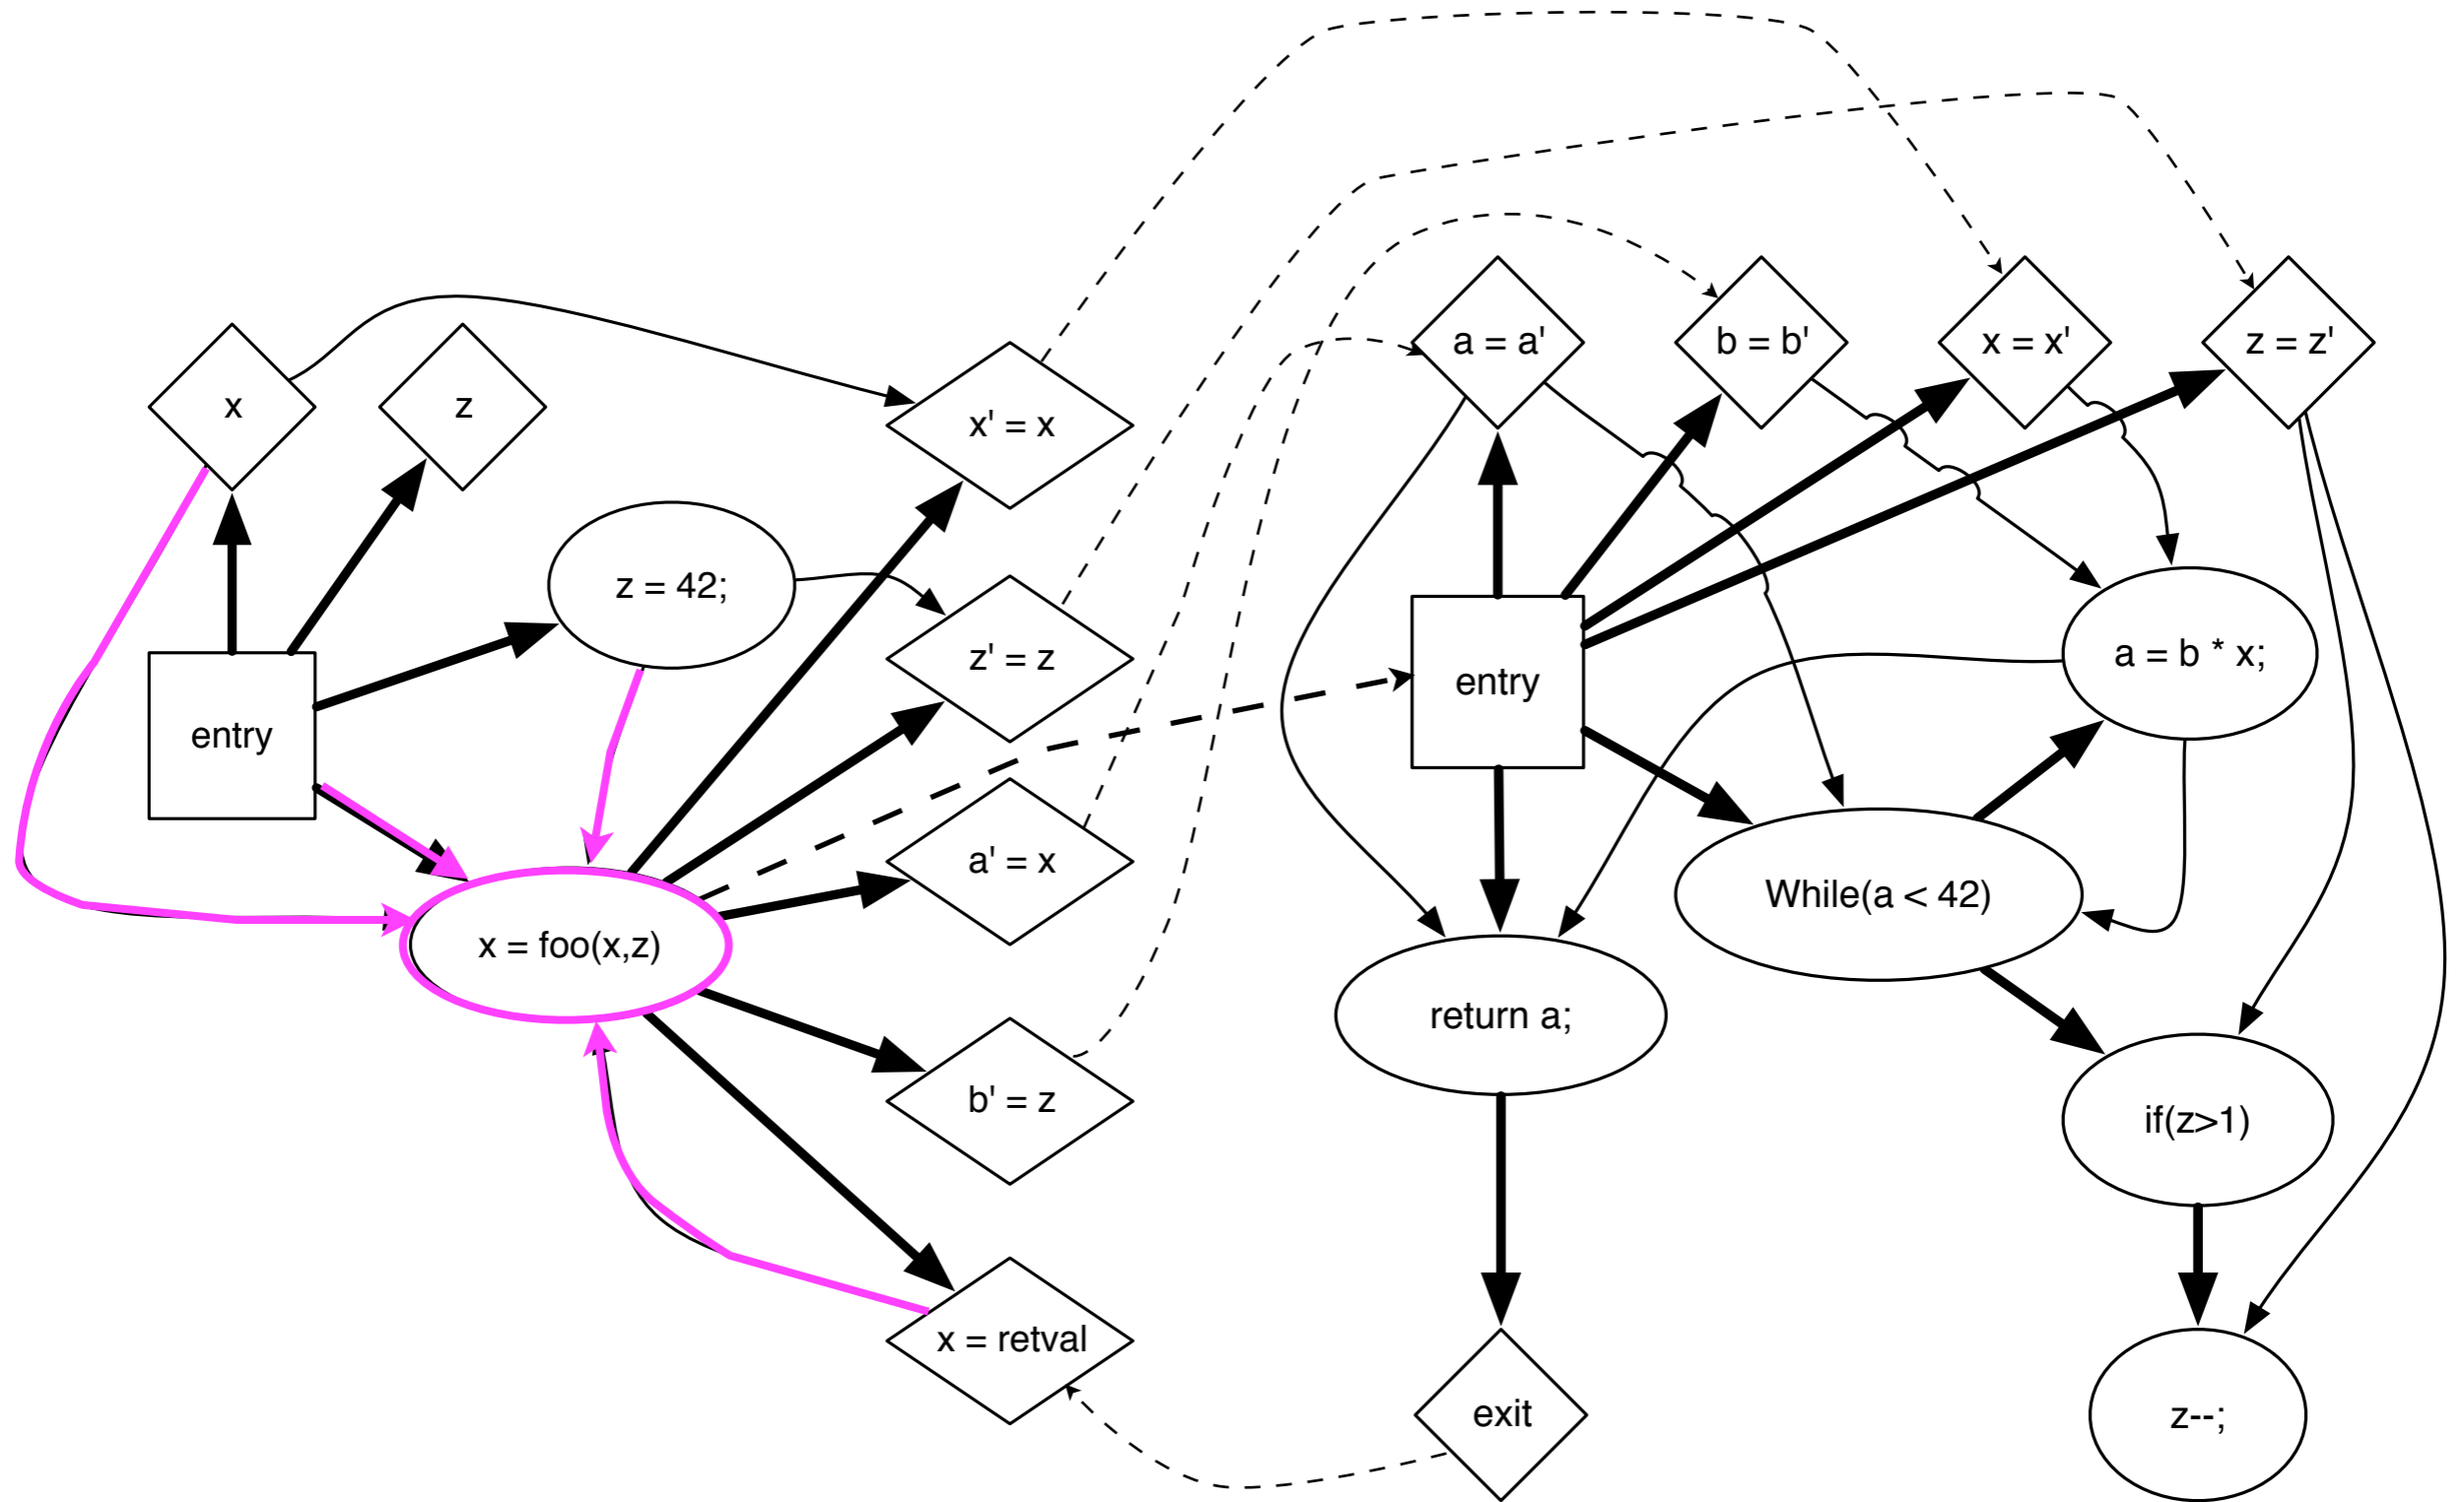 x
z
x' = x
z = 42;
z' = z
entry
a' = x
x = foo(x,z)
b' = z
x = retval
a = a'
b = b'
x = x'
z = z'
entry
a = b * x;
While(a < 42)
return a;
if(z>1)
exit
z--;